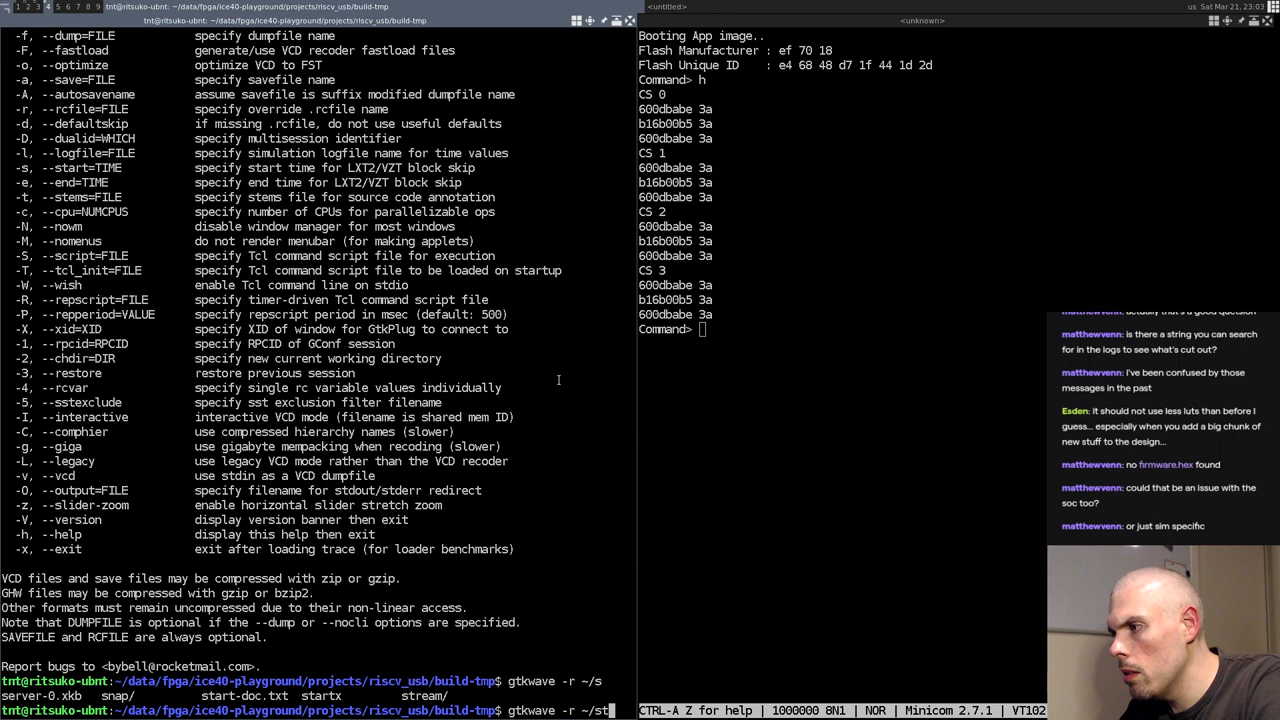 1 2 3 4 5 6 7 8 9 tnt@ritsuko-ubnt: ~/data/fpga/ice40-playground/projects/riscv_usb/build-tmp
<untitled>
us Sat Mar 21, 23:03
tnt@ritsuko-ubnt: ~/data/fpga/ice40-playground/projects/riscv_usb/build-tmp
<unknown>
-f, --dump=FILE specify dumpfile name
-F, --fastload generate/use VCD recoder fastload files
-o, --optimize optimize VCD to FST
-a, --save=FILE specify savefile name
-A, --autosavename assume savefile is suffix modified dumpfile name
-r, --rcfile=FILE specify override .rcfile name
-d, --defaultskip if missing .rcfile, do not use useful defaults
-D, --dualid=WHICH specify multisession identifier
-l, --logfile=FILE specify simulation logfile name for time values
-s, --start=TIME specify start time for LXT2/VZT block skip
-e, --end=TIME specify end time for LXT2/VZT block skip
-t, --stems=FILE specify stems file for source code annotation
-c, --cpu=NUMCPUS specify number of CPUs for parallelizable ops
-N, --nowm disable window manager for most windows
-M, --nomenus do not render menubar (for making applets)
-S, --script=FILE specify Tcl command script file for execution
-T, --tcl_init=FILE specify Tcl command script file to be loaded on startup
-W, --wish enable Tcl command line on stdio
-R, --repscript=FILE specify timer-driven Tcl command script file
-P, --repperiod=VALUE specify repscript period in msec (default: 500)
-X, --xid=XID specify XID of window for GtkPlug to connect to
-1, --rpcid=RPCID specify RPCID of GConf session
-2, --chdir=DIR specify new current working directory
-3, --restore restore previous session
-4, --rcvar specify single rc variable values individually
-5, --sstexclude specify sst exclusion filter filename
-I, --interactive interactive VCD mode (filename is shared mem ID)
-C, --comphier use compressed hierarchy names (slower)
-g, --giga use gigabyte mempacking when recoding (slower)
-L, --legacy use legacy VCD mode rather than the VCD recoder
-v, --vcd use stdin as a VCD dumpfile
-O, --output=FILE specify filename for stdout/stderr redirect
-z, --slider-zoom enable horizontal slider stretch zoom
-V, --version display version banner then exit
-h, --help display this help then exit
-x, --exit exit after loading trace (for loader benchmarks)
VCD files and save files may be compressed with zip or gzip.
GHW files may be compressed with gzip or bzip2.
Other formats must remain uncompressed due to their non-linear access.
Note that DUMPFILE is optional if the --dump or --nocli options are specified.
SAVEFILE and RCFILE are always optional.
Report bugs to <bybell@rocketmail.com>.
tnt@ritsuko-ubnt:~/data/fpga/ice40-playground/projects/riscv_usb/build-tmp$ gtkwave -r ~/s
server-0.xkb snap/ start-doc.txt startx stream/
tnt@ritsuko-ubnt:~/data/fpga/ice40-playground/projects/riscv_usb/build-tmp$ gtkwave -r ~/st
Booting App image..
Flash Manufacturer : ef 70 18
Flash Unique ID : e4 68 48 d7 1f 44 1d 2d
Command> h
CS 0
600dbabe 3a
b16b00b5 3a
600dbabe 3a
CS 1
600dbabe 3a
b16b00b5 3a
600dbabe 3a
CS 2
600dbabe 3a
b16b00b5 3a
600dbabe 3a
CS 3
600dbabe 3a
b16b00b5 3a
600dbabe 3a
Command>
CTRL-A Z for help | 1000000 8N1 | NOR | Minicom 2.7.1 | VT102
matthewvenn: actually that's a good quetsion
matthewvenn: is there a string you can search
for in the logs to see what's cut out?
matthewvenn: I've been confused by those
messages in the past
Esden: it should not use less luts than before I
guess... especially when you add a big chunk of
new stuff to the design...
matthewvenn: no firmware.hex found
matthewvenn: could that be an issue with the
soc too?
matthewvenn: or just sim specific